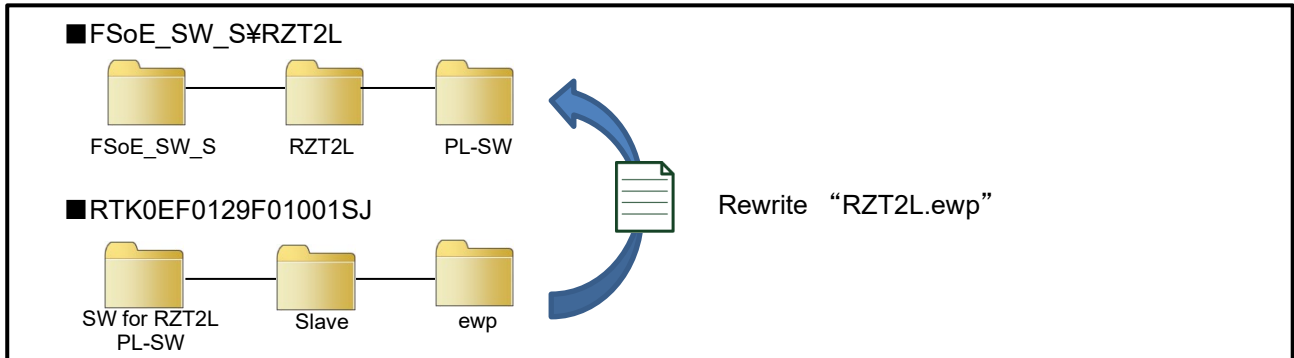 ■FSoE_SW_S¥RZT2L
FSoE_SW_S
RZT2L
PL-SW
■RTK0EF0129F01001SJ
Rewrite “RZT2L.ewp”
SW for RZT2L
PL-SW
Slave
ewp